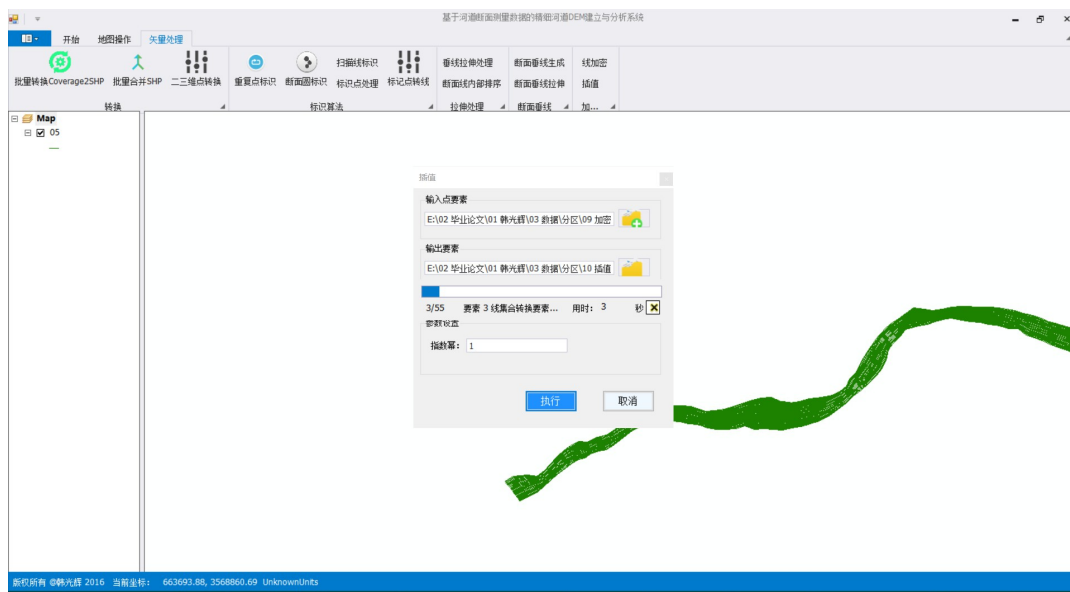 基于河道断面测量数据的精细河道DEM建立与分析系统
开始 地图操作 矢量处理
批量转换Coverage2SHP 批量合并SHP 二三维点转换 重复点标识 断面圆标识 扫描线标识 标识点处理 标记点转线 垂线拉伸处理 断面线内部排序 断面垂线生成 断面垂线拉伸 线加密 插值
转换 标识算法 拉伸处理 断面垂线 加...
Map
05
插值
输入点要素
E:\02 毕业论文\01 韩光辉\03 数据\分区\09 加密
输出要素
E:\02 毕业论文\01 韩光辉\03 数据\分区\10 插值
3/55 要素 3 线集合转换要素... 用时: 3 秒
参数设置
指数幂: 1
执行 取消
版权所有 @韩光辉 2016 当前坐标: 663693.88, 3568860.69 UnknownUnits